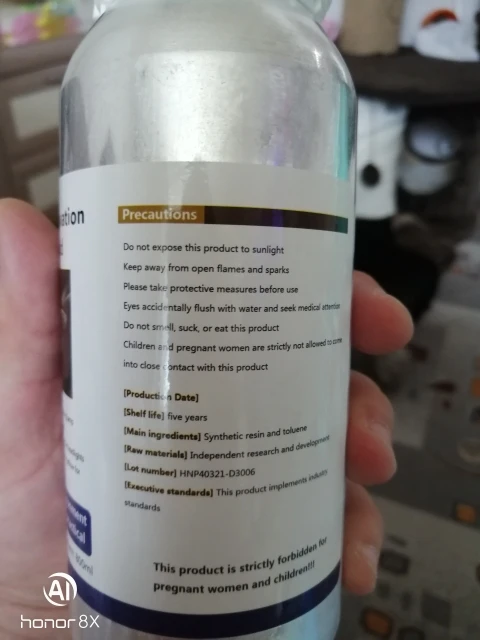 Precautions
Do not expose this product to sunlight
Keep away from open flames and sparks
Please take protective measures before use
Eyes accidentally flush with water and seek medical attention
Do not smell, suck, or eat this product
Children and pregnant women are strictly not allowed to come
into close contact with this product
[Production Date]
[Shelf life] five years
[Main ingredients] Synthetic resin and toluene
[Raw materials] Independent research and development
[Lot number] HNP40321-D3006
[Executive standards] This product implements industry
standards
This product is strictly forbidden for
pregnant women and children!!!
AI
honor 8X